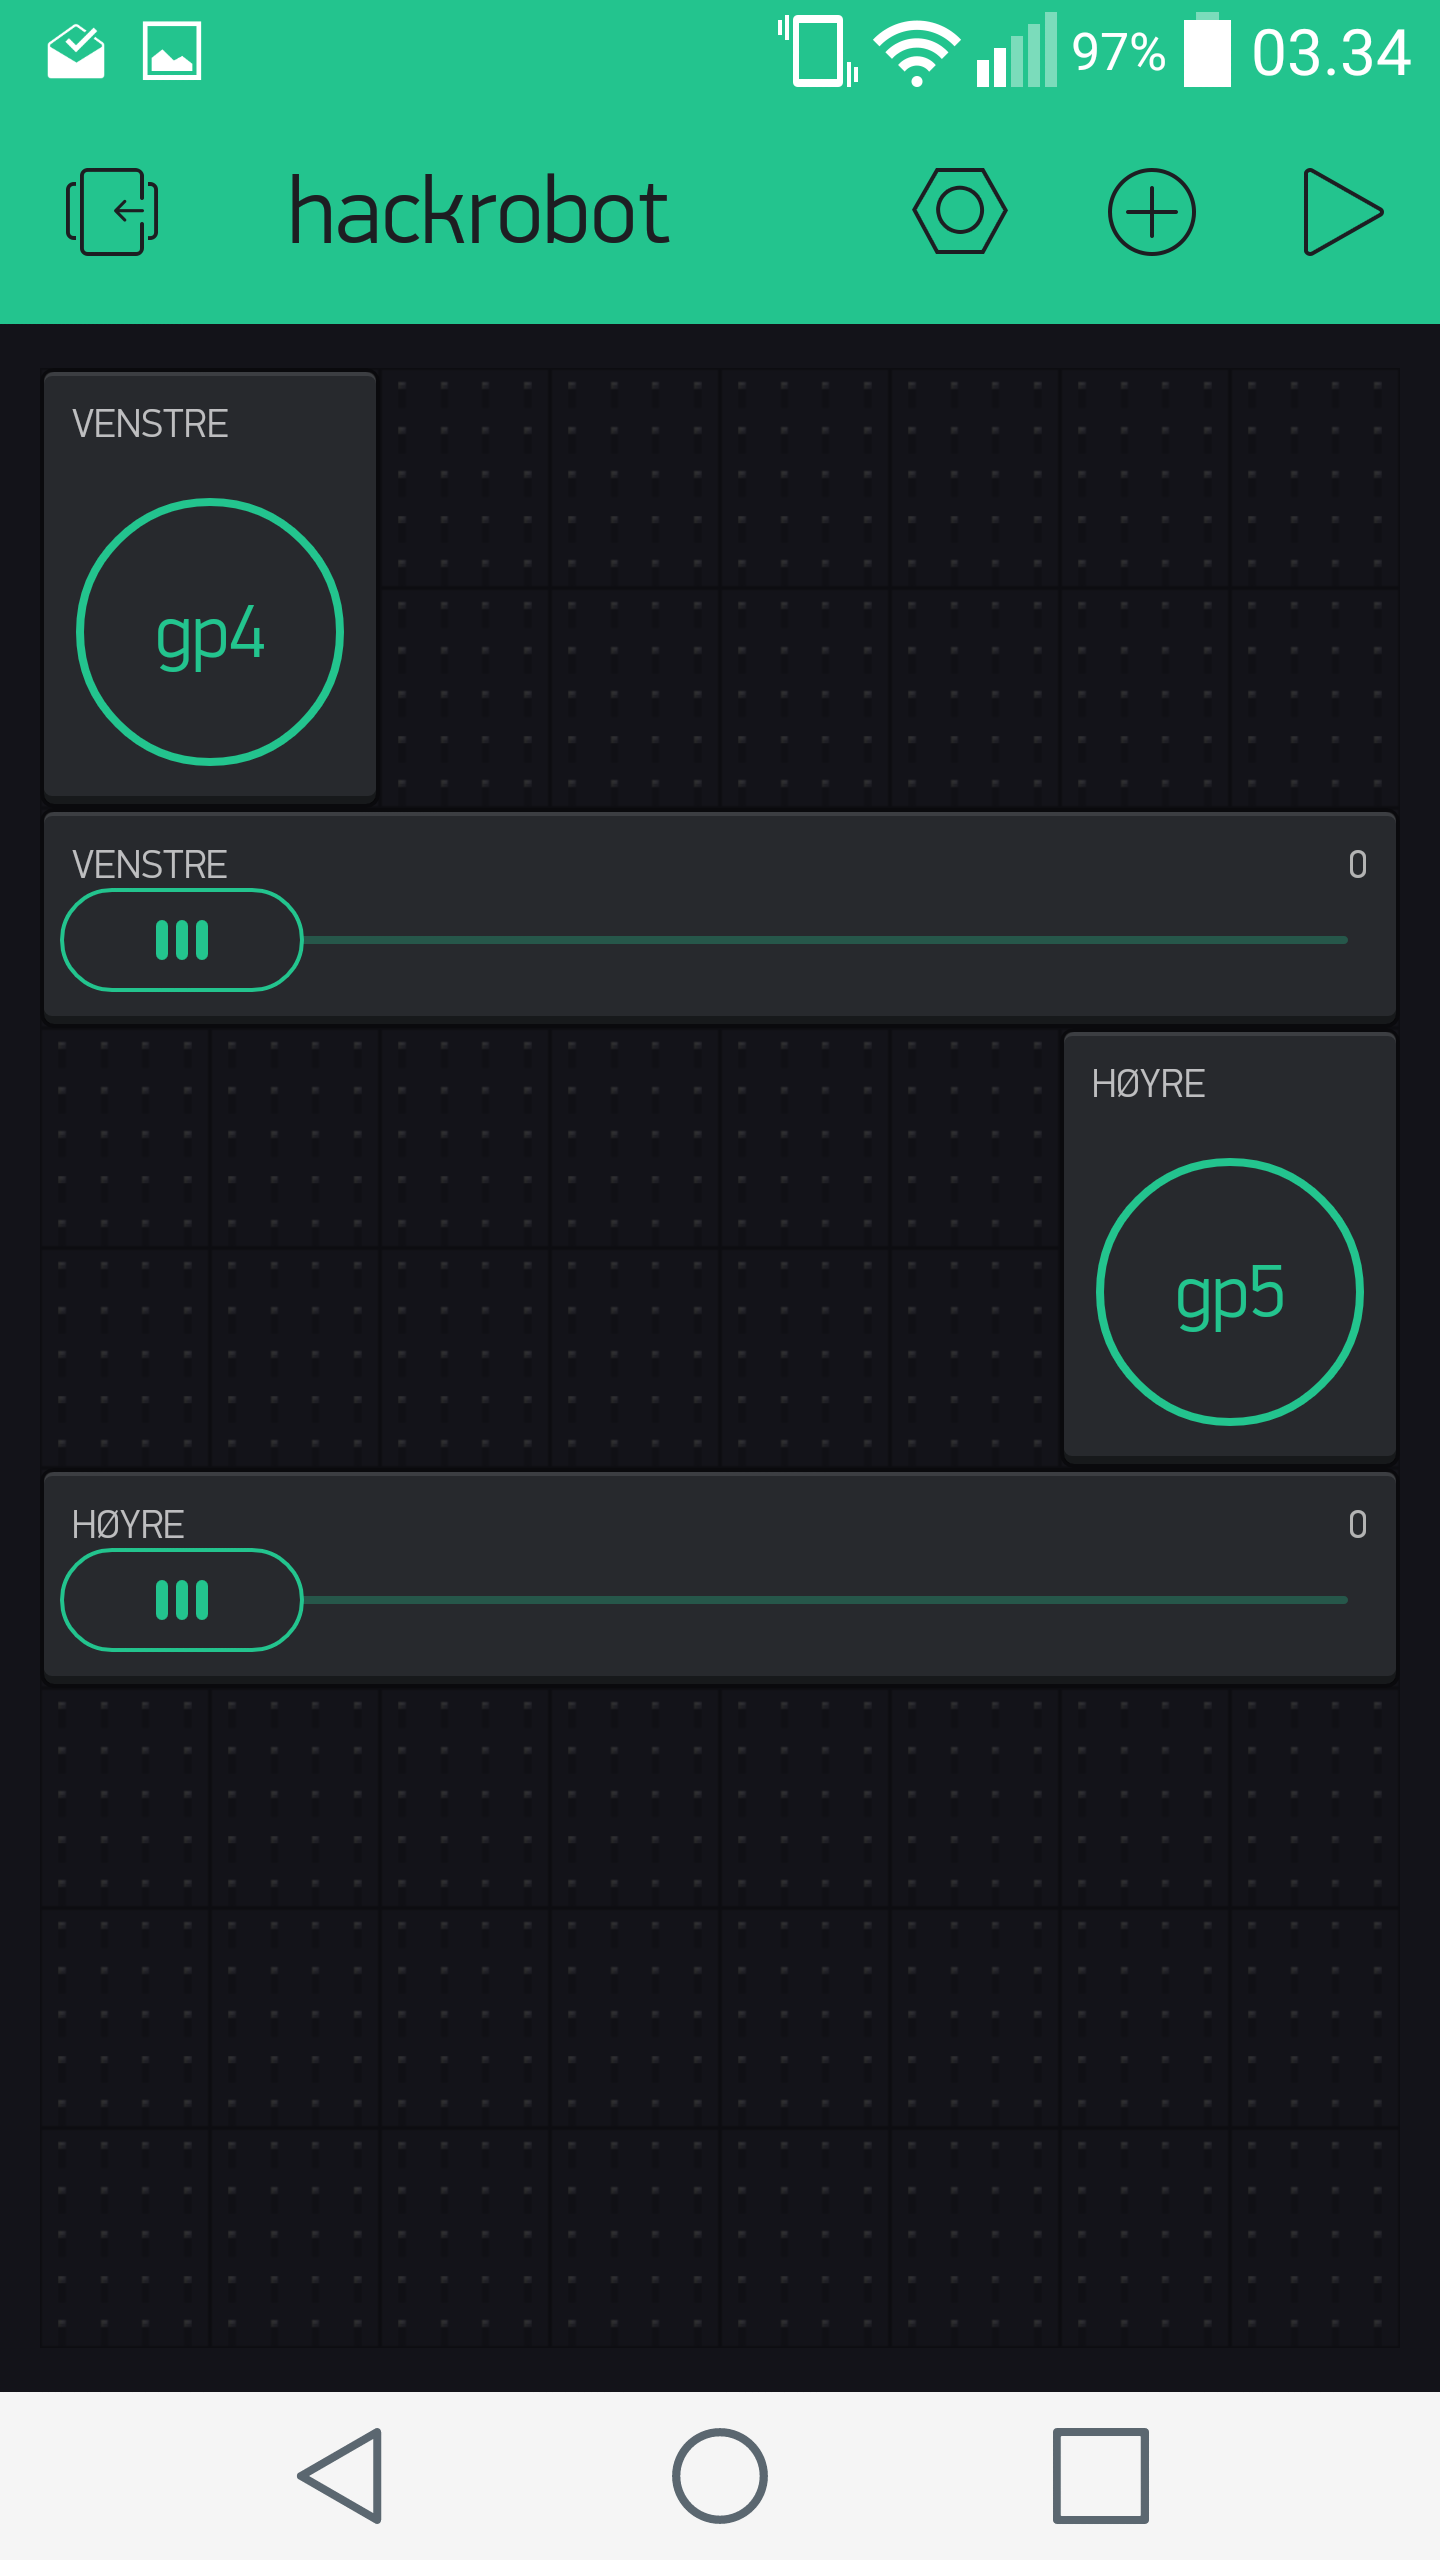 97% 03.34
hackrobot
VENSTRE
gp4
VENSTRE 0
HØYRE
gp5
HØYRE 0